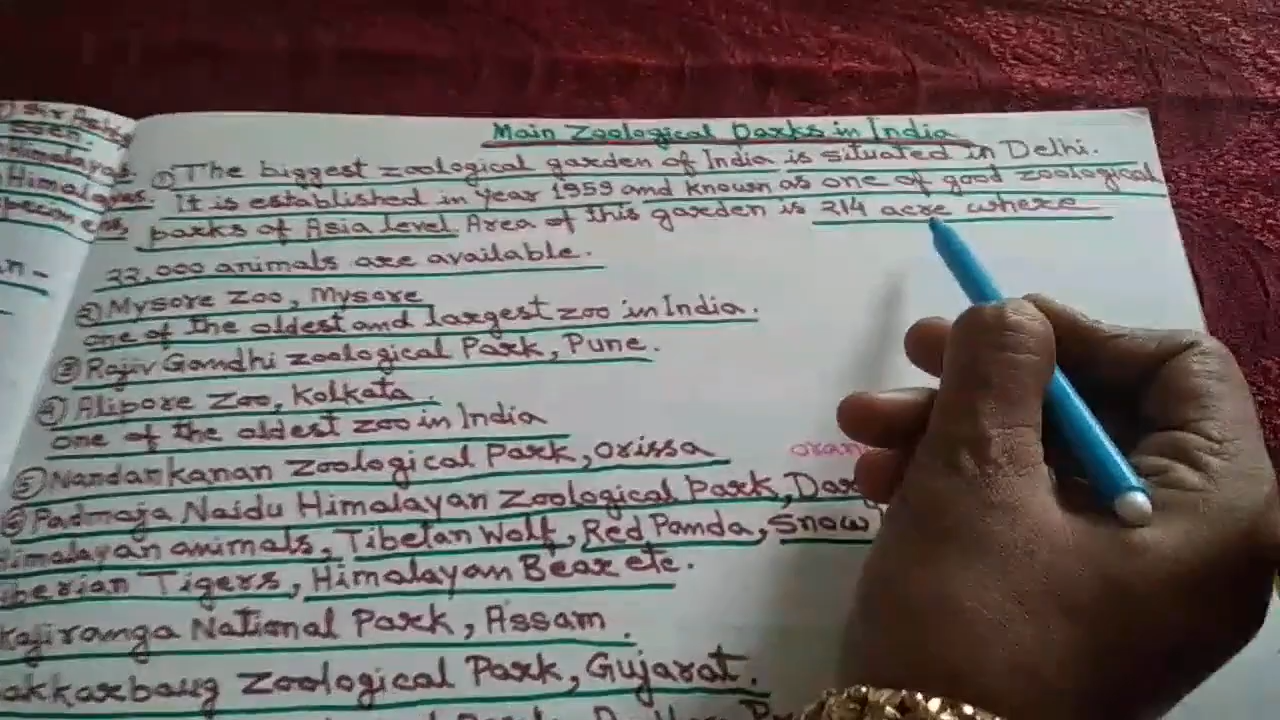 Main Zoological Parks in India
① The biggest zoological garden of India is situated in Delhi.
It is established in year 1959 and known as one of good zoological
parks of Asia level. Area of this garden is 214 acre where
22,000 animals are available.
② Mysore Zoo, Mysore
one of the oldest and largest zoo in India.
③ Rajiv Gandhi zoological Park, Pune.
④ Alipore Zoo, Kolkata.
one of the oldest zoo in India
⑤ Nandankanan Zoological Park, Orissa
⑥ Padmaja Naidu Himalayan Zoological Park,
Himalayan animals, Tibetan Wolf, Red Panda, Snow
Tigers, Himalayan Bear etc.
Kajiranga National Park, Assam.
Zoological Park, Gujarat.